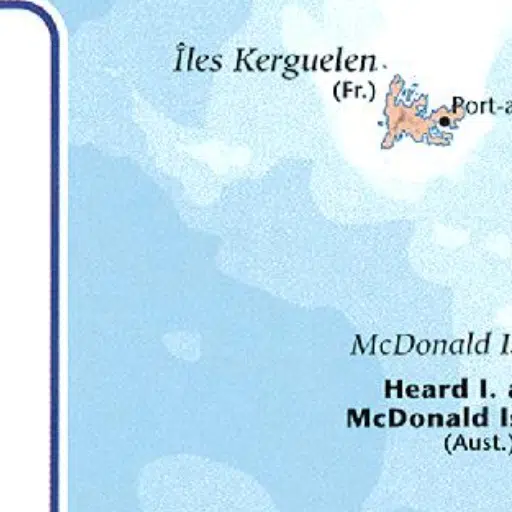 Îles Kerguelen
(Fr.)
Port-a
McDonald I
Heard I. a
McDonald Is
(Aust.)